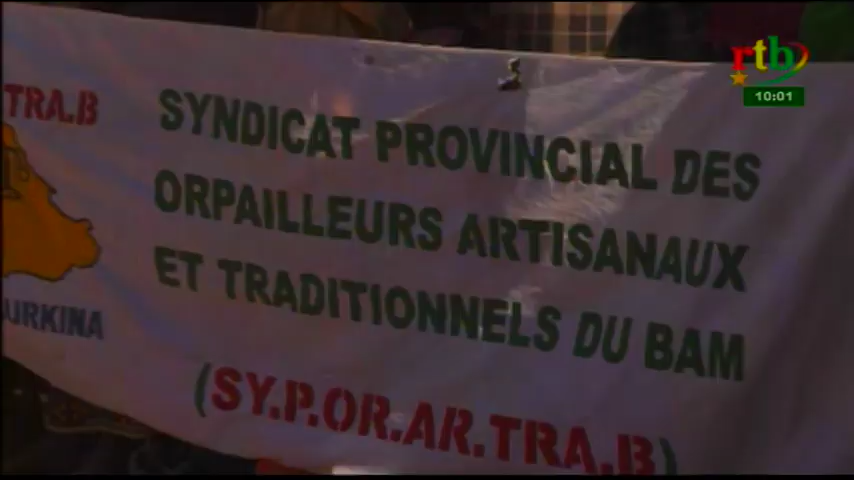 rtb
10:01
TRA.B
SYNDICAT PROVINCIAL DES
ORPAILLEURS ARTISANAUX
ET TRADITIONNELS DU BAM
URKINA
(SY.P.OR.AR.TRA.B)